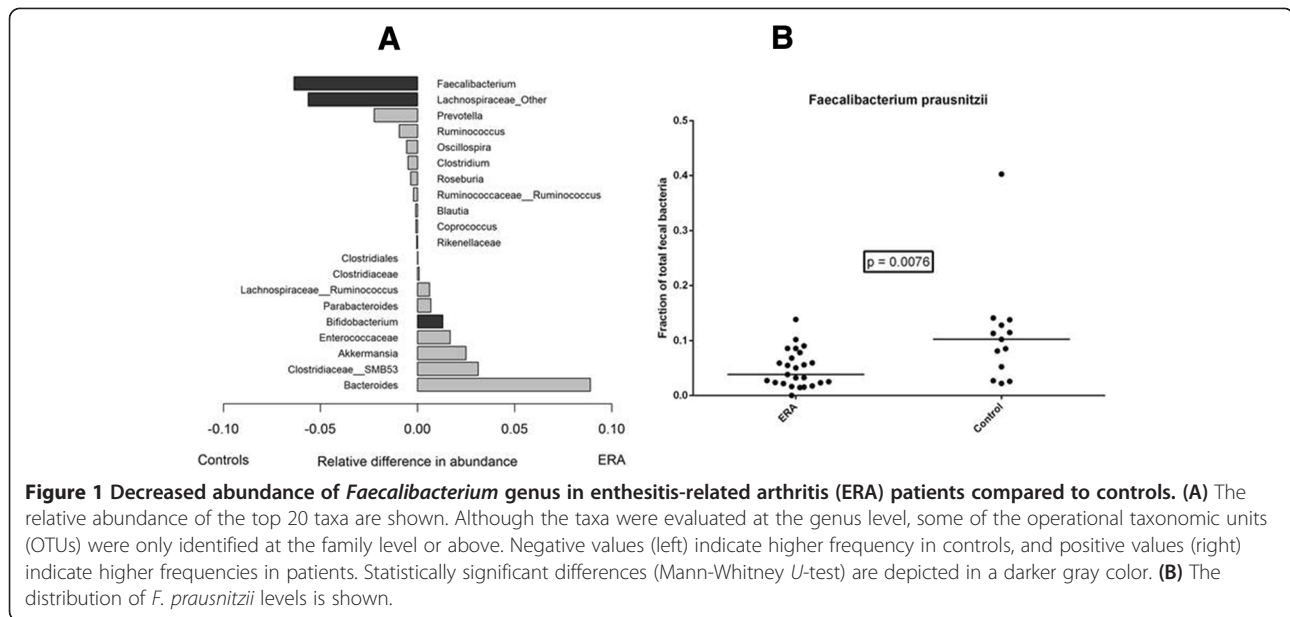 A
Faecalibacterium
Lachnospiraceae_Other
Prevotella
Ruminococcus
Oscillospira
Clostridium
Roseburia
Ruminococcaceae__Ruminococcus
Blautia
Coprococcus
Rikenellaceae
Clostridiales
Clostridiaceae
Lachnospiraceae__Ruminococcus
Parabacteroides
Bifidobacterium
Enterococcaceae
Akkermansia
Clostridiaceae__SMB53
Bacteroides
-0.10 -0.05 0.00 0.05 0.10
Controls Relative difference in abundance ERA
B
Faecalibacterium prausnitzii
Fraction of total fecal bacteria
0.5
0.4
0.3
0.2
0.1
0.0
p = 0.0076
ERA
Control
Figure 1 Decreased abundance of Faecalibacterium genus in enthesitis-related arthritis (ERA) patients compared to controls. (A) The
relative abundance of the top 20 taxa are shown. Although the taxa were evaluated at the genus level, some of the operational taxonomic units
(OTUs) were only identified at the family level or above. Negative values (left) indicate higher frequency in controls, and positive values (right)
indicate higher frequencies in patients. Statistically significant differences (Mann-Whitney U-test) are depicted in a darker gray color. (B) The
distribution of F. prausnitzii levels is shown.